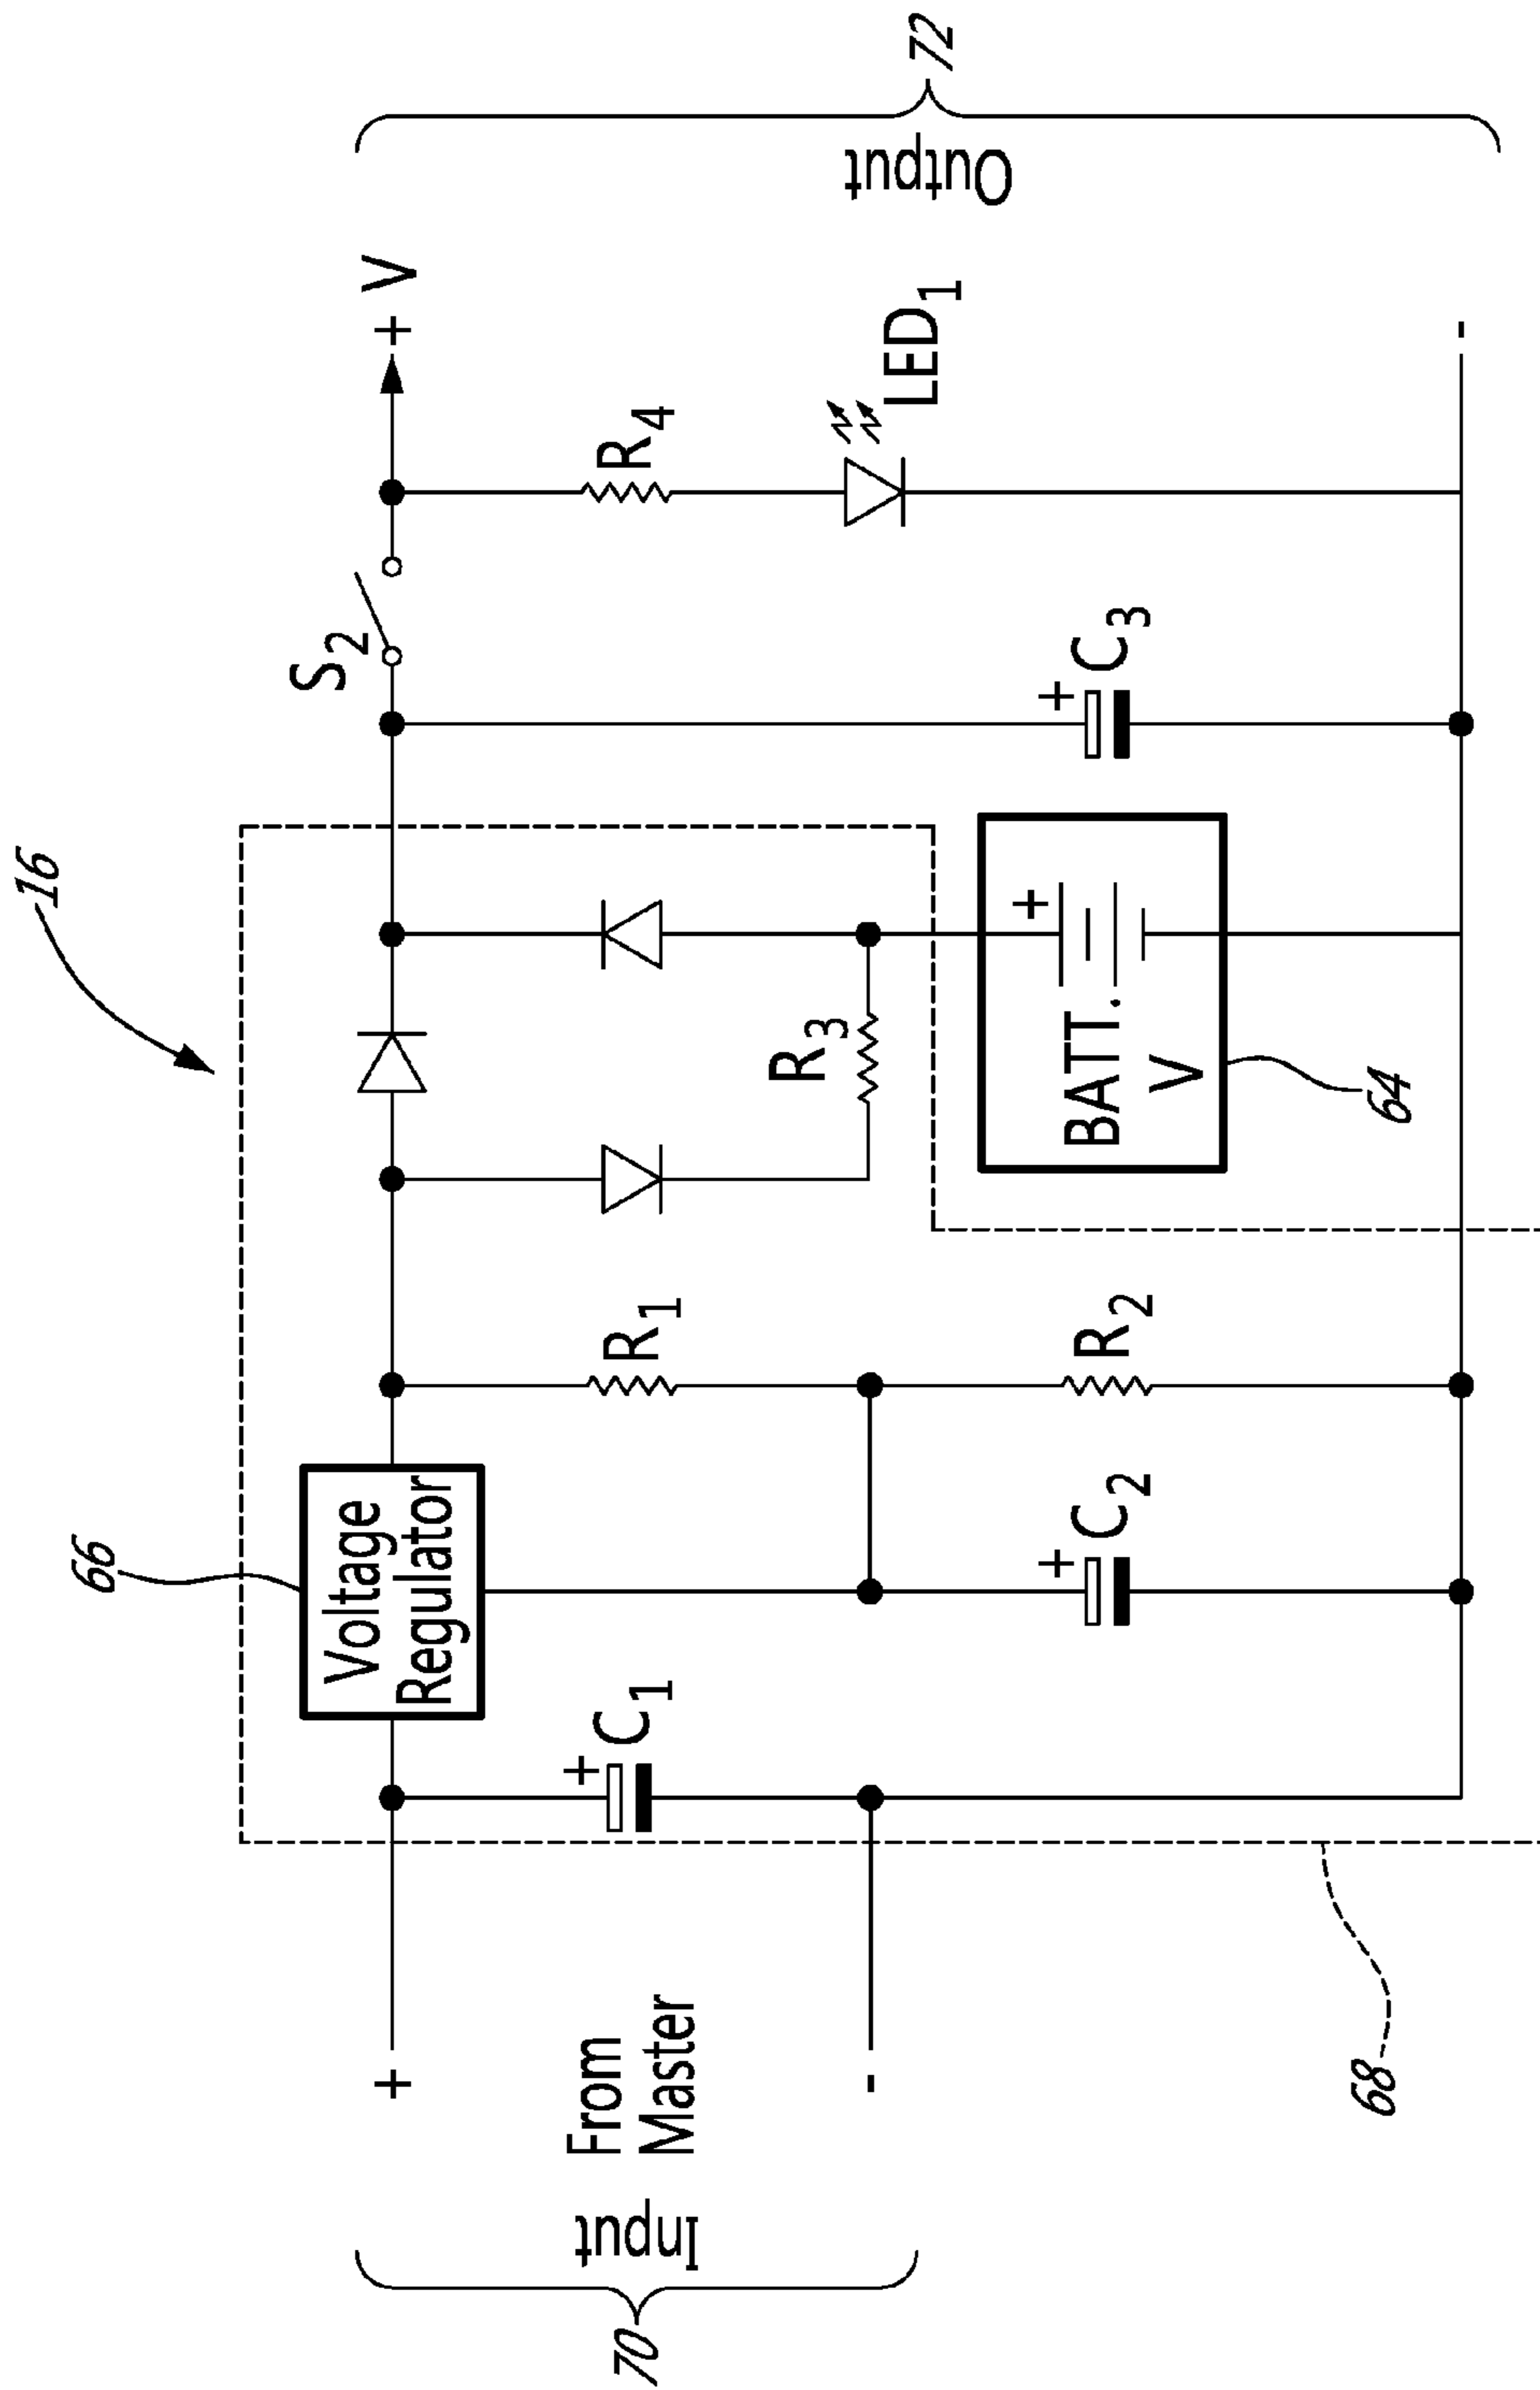 16
66
Voltage
Regulator
S2
+ V
+
From
Master
-
Input
70
+
C1
R1
R3
R4
LED1
+
C2
R2
+
BATT.
V
64
+
C3
-
Output
72
68